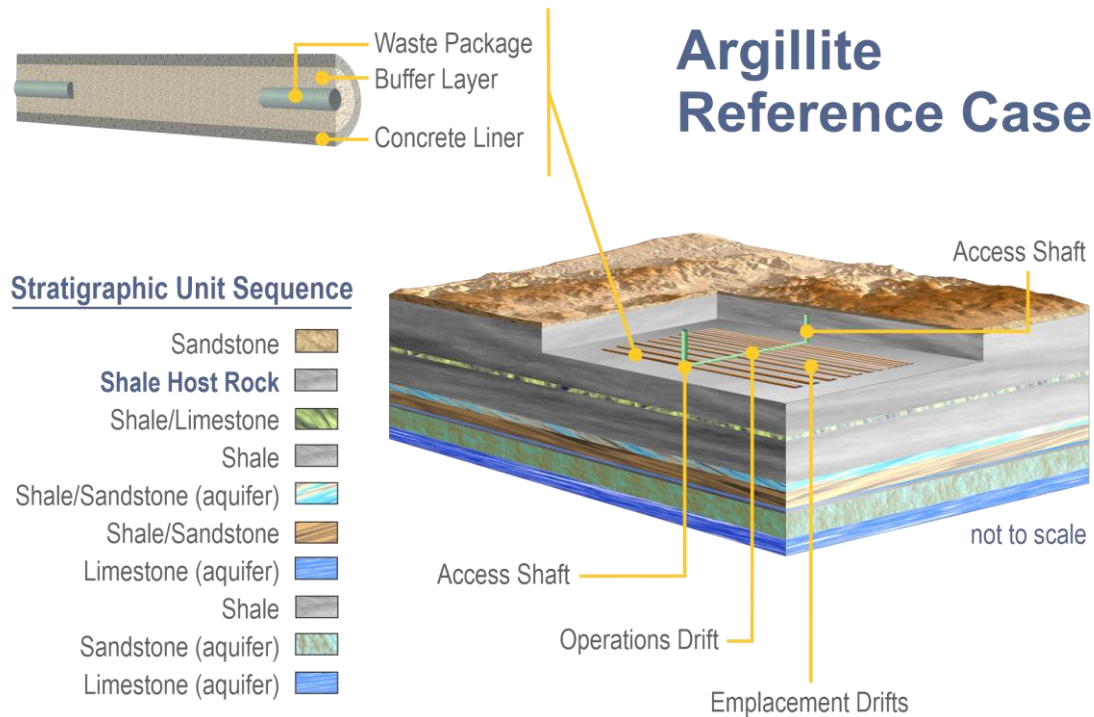 Argillite
Reference Case
Waste Package
Buffer Layer
Concrete Liner
Access Shaft
Stratigraphic Unit Sequence
Sandstone
Shale Host Rock
Shale/Limestone
Shale
Shale/Sandstone (aquifer)
Shale/Sandstone
Limestone (aquifer)
Shale
Sandstone (aquifer)
Limestone (aquifer)
not to scale
Access Shaft
Operations Drift
Emplacement Drifts